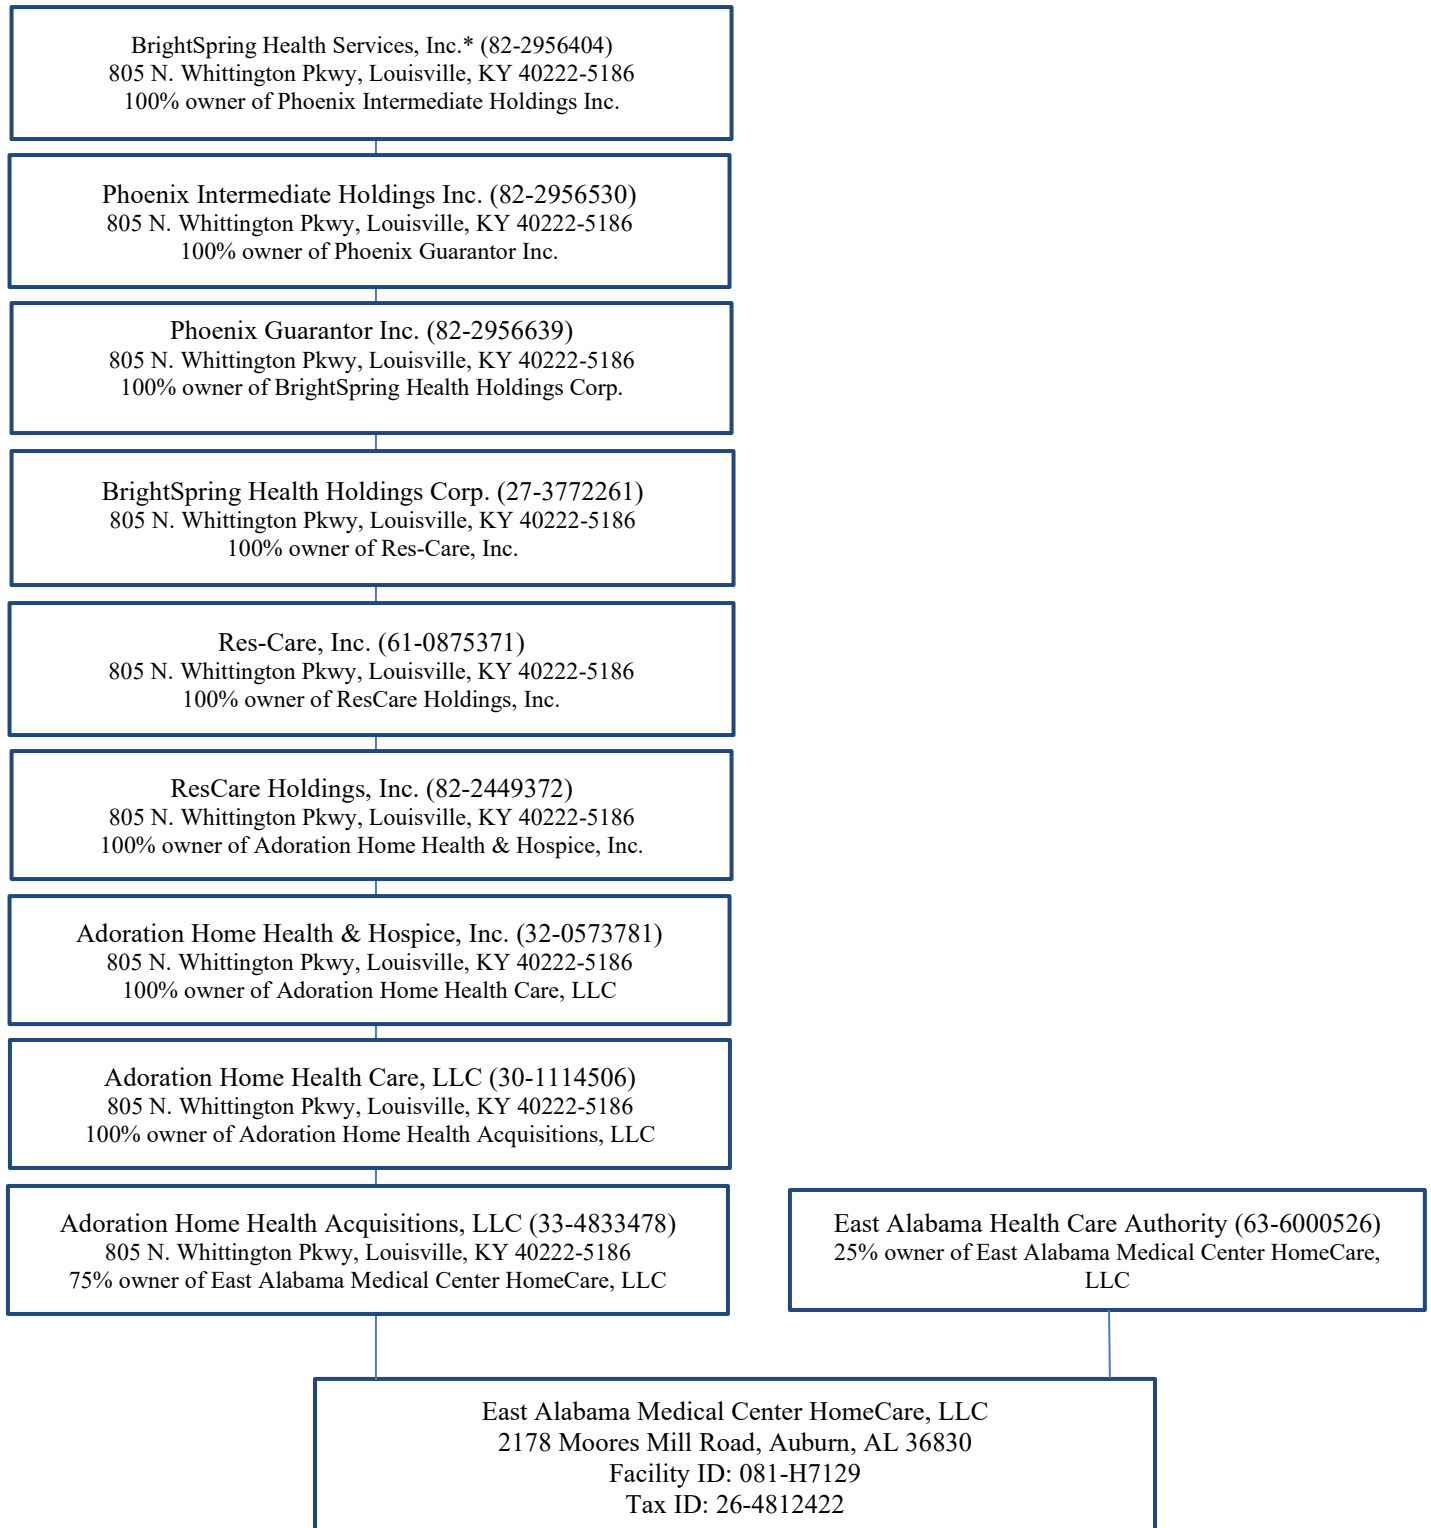 BrightSpring Health Services, Inc.* (82-2956404)
805 N. Whittington Pkwy, Louisville, KY 40222-5186
100% owner of Phoenix Intermediate Holdings Inc.
Phoenix Intermediate Holdings Inc. (82-2956530)
805 N. Whittington Pkwy, Louisville, KY 40222-5186
100% owner of Phoenix Guarantor Inc.
Phoenix Guarantor Inc. (82-2956639)
805 N. Whittington Pkwy, Louisville, KY 40222-5186
100% owner of BrightSpring Health Holdings Corp.
BrightSpring Health Holdings Corp. (27-3772261)
805 N. Whittington Pkwy, Louisville, KY 40222-5186
100% owner of Res-Care, Inc.
Res-Care, Inc. (61-0875371)
805 N. Whittington Pkwy, Louisville, KY 40222-5186
100% owner of ResCare Holdings, Inc.
ResCare Holdings, Inc. (82-2449372)
805 N. Whittington Pkwy, Louisville, KY 40222-5186
100% owner of Adoration Home Health & Hospice, Inc.
Adoration Home Health & Hospice, Inc. (32-0573781)
805 N. Whittington Pkwy, Louisville, KY 40222-5186
100% owner of Adoration Home Health Care, LLC
Adoration Home Health Care, LLC (30-1114506)
805 N. Whittington Pkwy, Louisville, KY 40222-5186
100% owner of Adoration Home Health Acquisitions, LLC
Adoration Home Health Acquisitions, LLC (33-4833478)
805 N. Whittington Pkwy, Louisville, KY 40222-5186
75% owner of East Alabama Medical Center HomeCare, LLC
East Alabama Health Care Authority (63-6000526)
25% owner of East Alabama Medical Center HomeCare,
LLC
East Alabama Medical Center HomeCare, LLC
2178 Moores Mill Road, Auburn, AL 36830
Facility ID: 081-H7129
Tax ID: 26-4812422